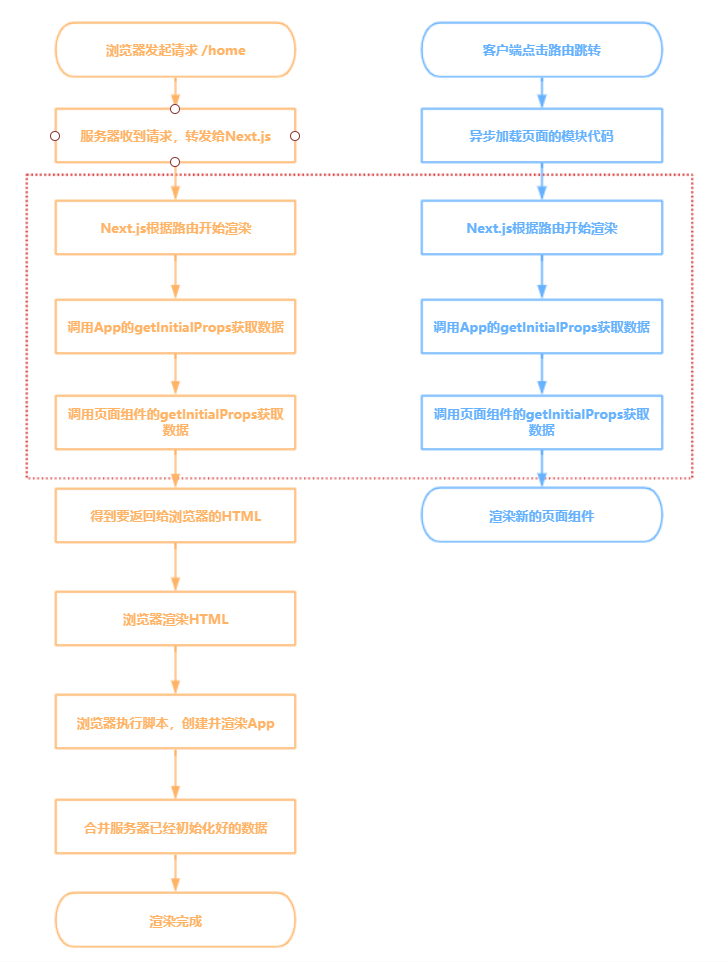 浏览器发起请求 /home
服务器收到请求，转发给Next.js
Next.js根据路由开始渲染
调用App的getInitialProps获取数据
调用页面组件的getInitialProps获取
数据
得到要返回给浏览器的HTML
浏览器渲染HTML
浏览器执行脚本，创建并渲染App
合并服务器已经初始化好的数据
渲染完成
客户端点击路由跳转
异步加载页面的模块代码
Next.js根据路由开始渲染
调用App的getInitialProps获取数据
调用页面组件的getInitialProps获取
数据
渲染新的页面组件